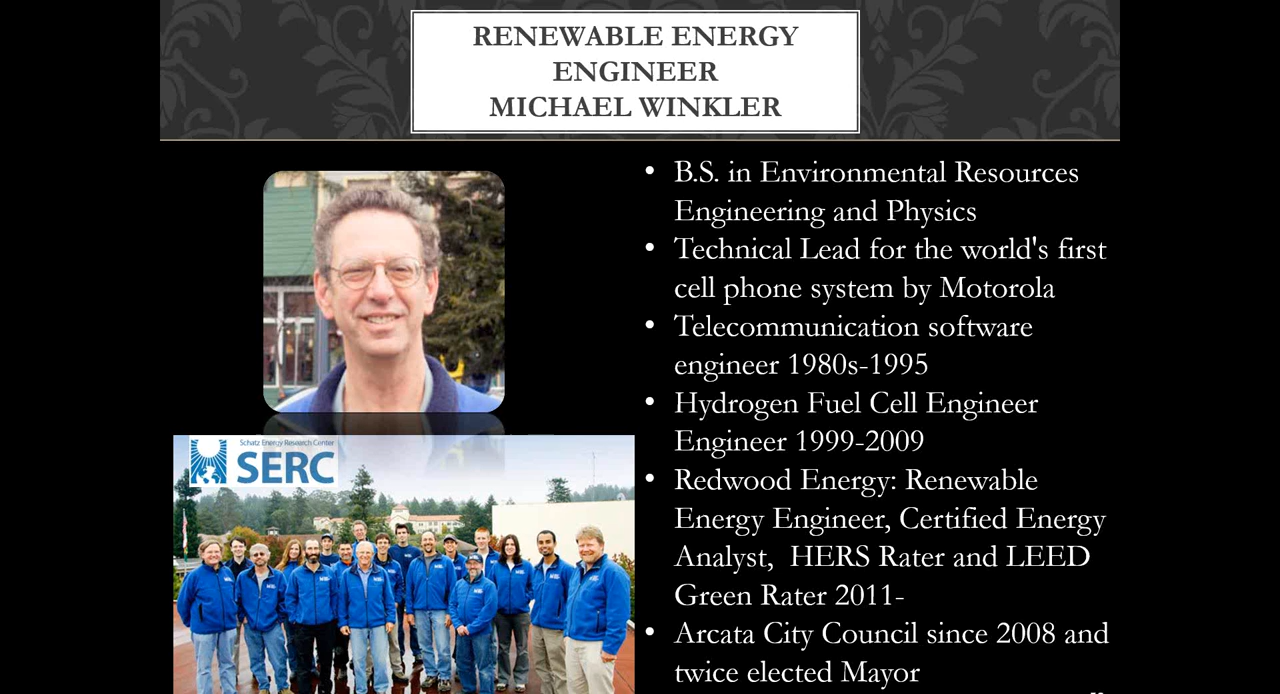 RENEWABLE ENERGY
ENGINEER
MICHAEL WINKLER
• B.S. in Environmental Resources
Engineering and Physics
• Technical Lead for the world's first
cell phone system by Motorola
• Telecommunication software
engineer 1980s-1995
• Hydrogen Fuel Cell Engineer
Engineer 1999-2009
• Redwood Energy: Renewable
Energy Engineer, Certified Energy
Analyst,  HERS Rater and LEED
Green Rater 2011-
• Arcata City Council since 2008 and
twice elected Mayor
Schatz Energy Research Center
SERC